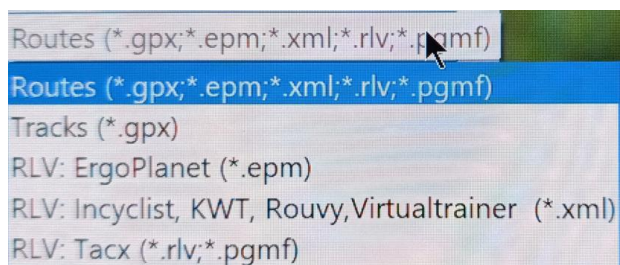 Routes (*.gpx;*.epm;*.xml;*.rlv;*.pgmf)
Routes (*.gpx;*.epm;*.xml;*.rlv;*.pgmf)
Tracks (*.gpx)
RLV: ErgoPlanet (*.epm)
RLV: Incyclist, KWT, Rouvy,Virtualtrainer (*.xml)
RLV: Tacx (*.rlv;*.pgmf)